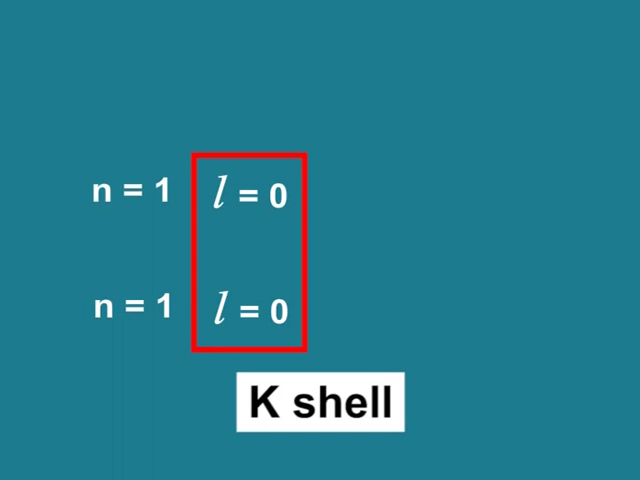 n = 1 l = 0
n = 1 l = 0
K shell